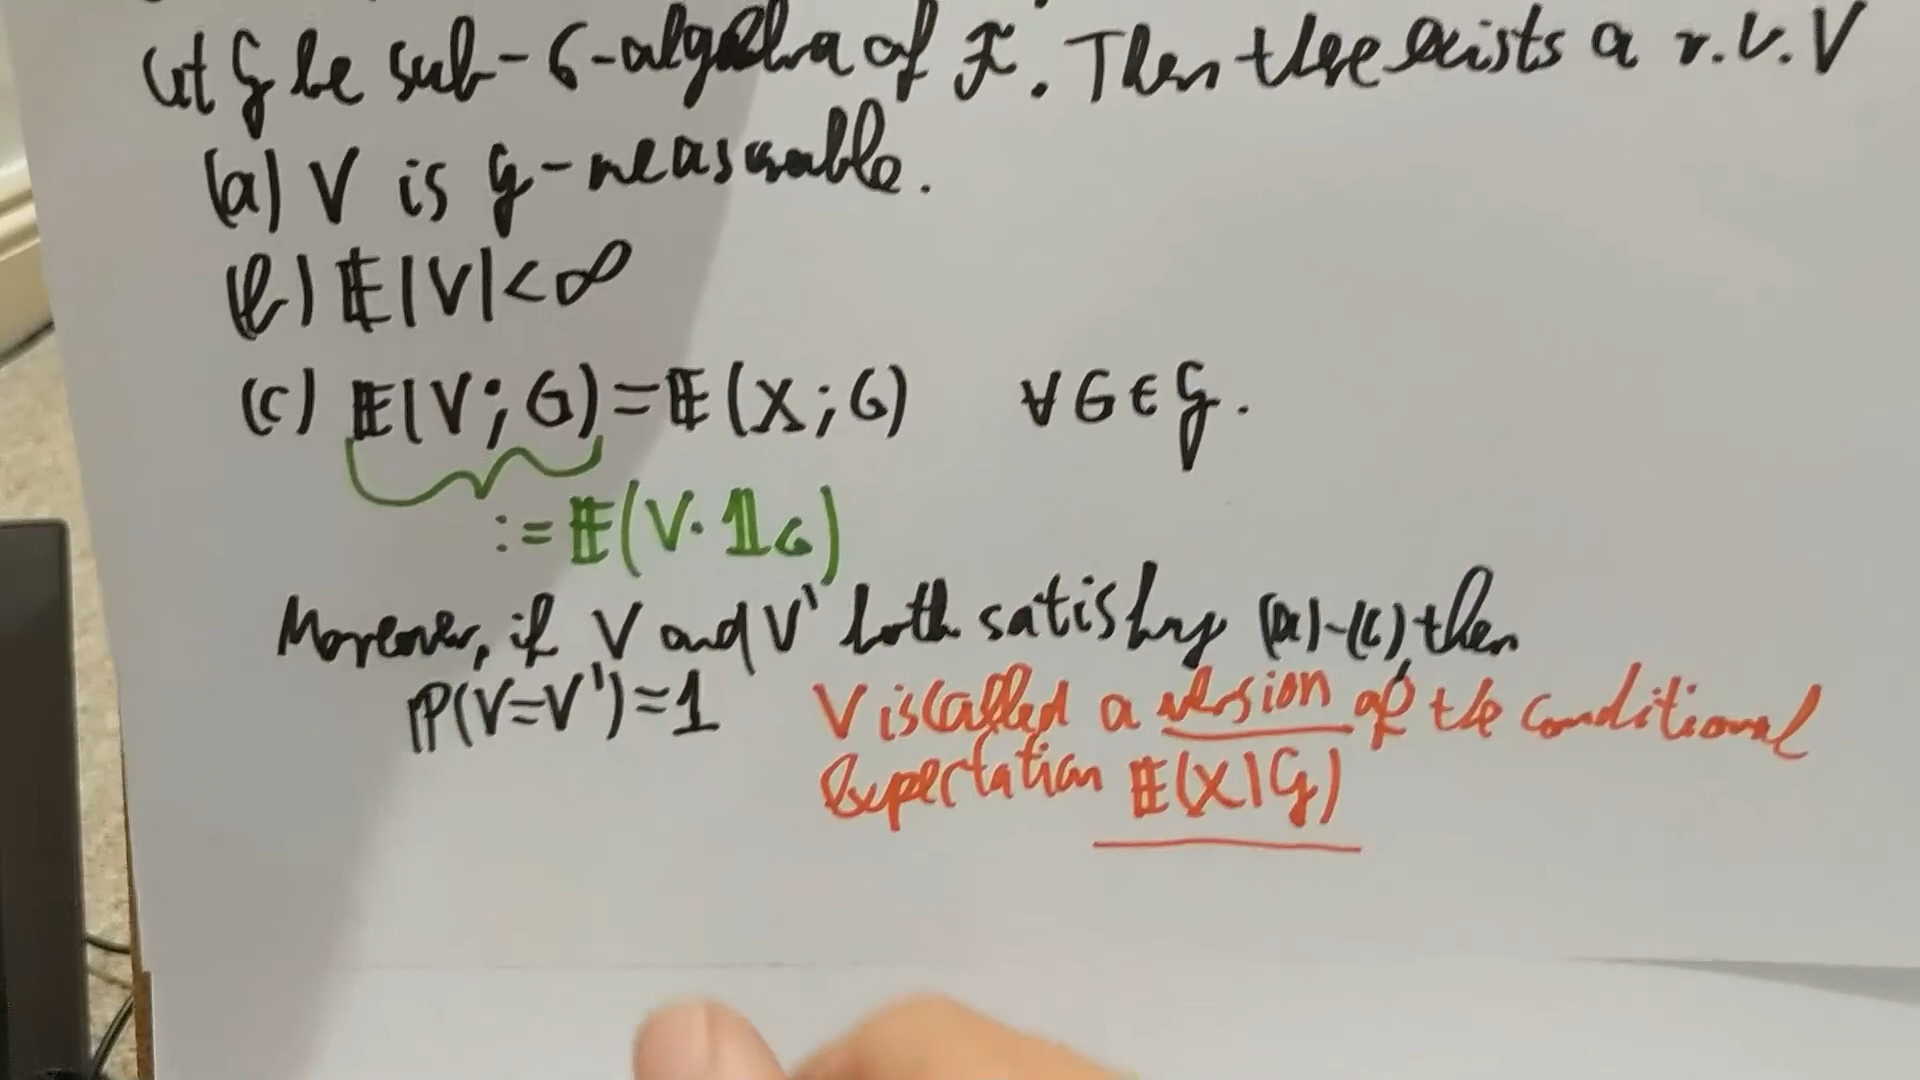 Let 𝒢 be sub-σ-algebra of ℱ. Then there exists a r.v. V
(a) V is 𝒢-measurable.
(b) 𝔼|V|<∞
(c) 𝔼(V;G)=𝔼(X;G) ∀G∈𝒢.
:=𝔼(V·𝟙_G)
Moreover, if V and V' both satisfy (a)-(c) then
ℙ(V=V')=1
V is called a version of the conditional
expectation 𝔼(X|𝒢)